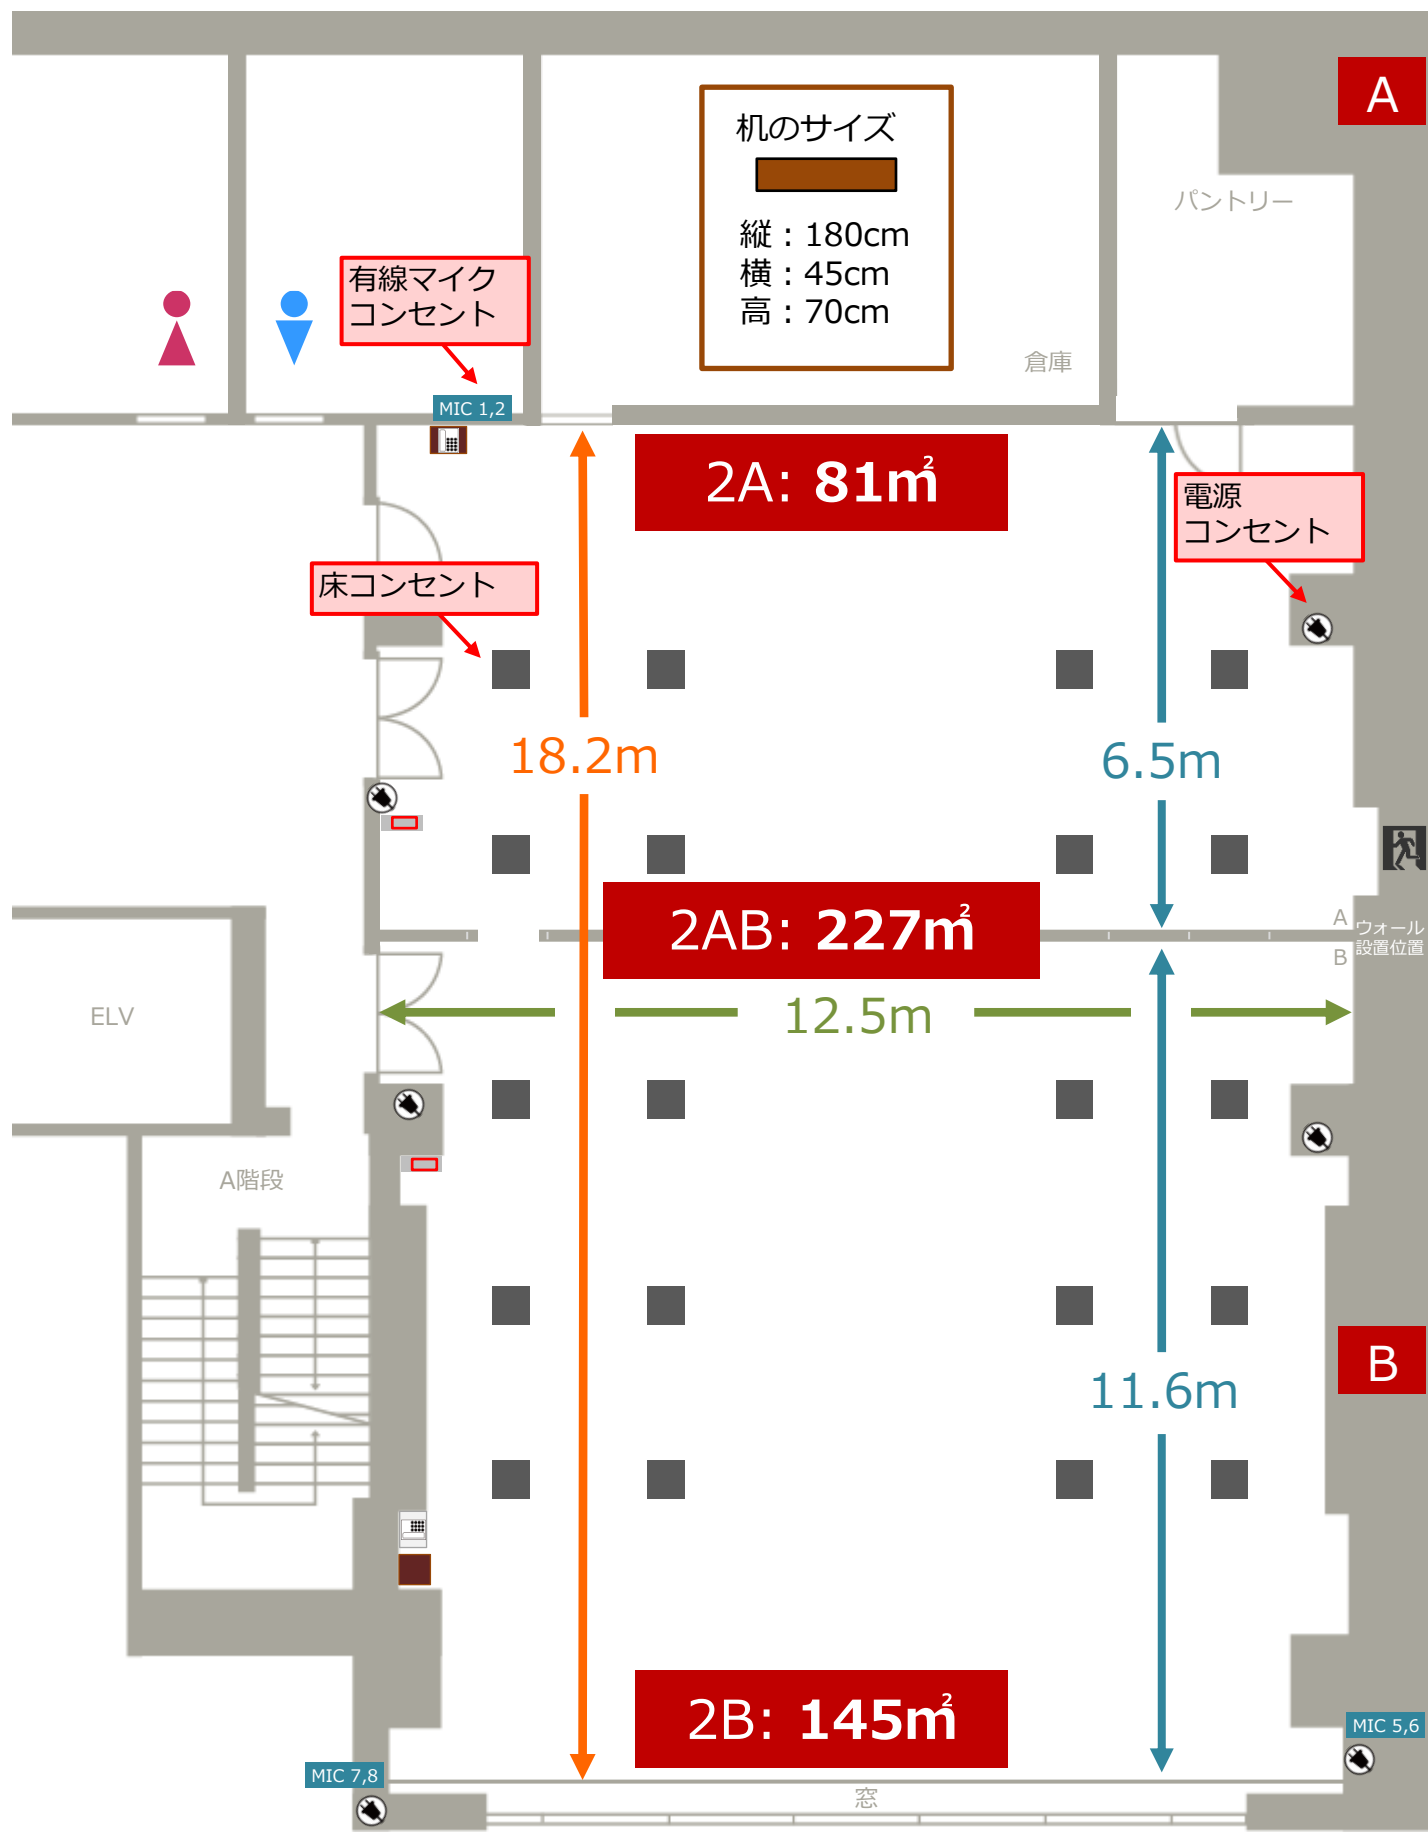 A
机のサイズ
縦：180cm
横：45cm
高：70cm
パントリー
有線マイク
コンセント
倉庫
MIC 1,2
2A: 81㎡
電源
コンセント
床コンセント
18.2m
6.5m
2AB: 227㎡
A
ウォール
設置位置
B
12.5m
ELV
A階段
B
11.6m
2B: 145㎡
MIC 5,6
MIC 7,8
窓